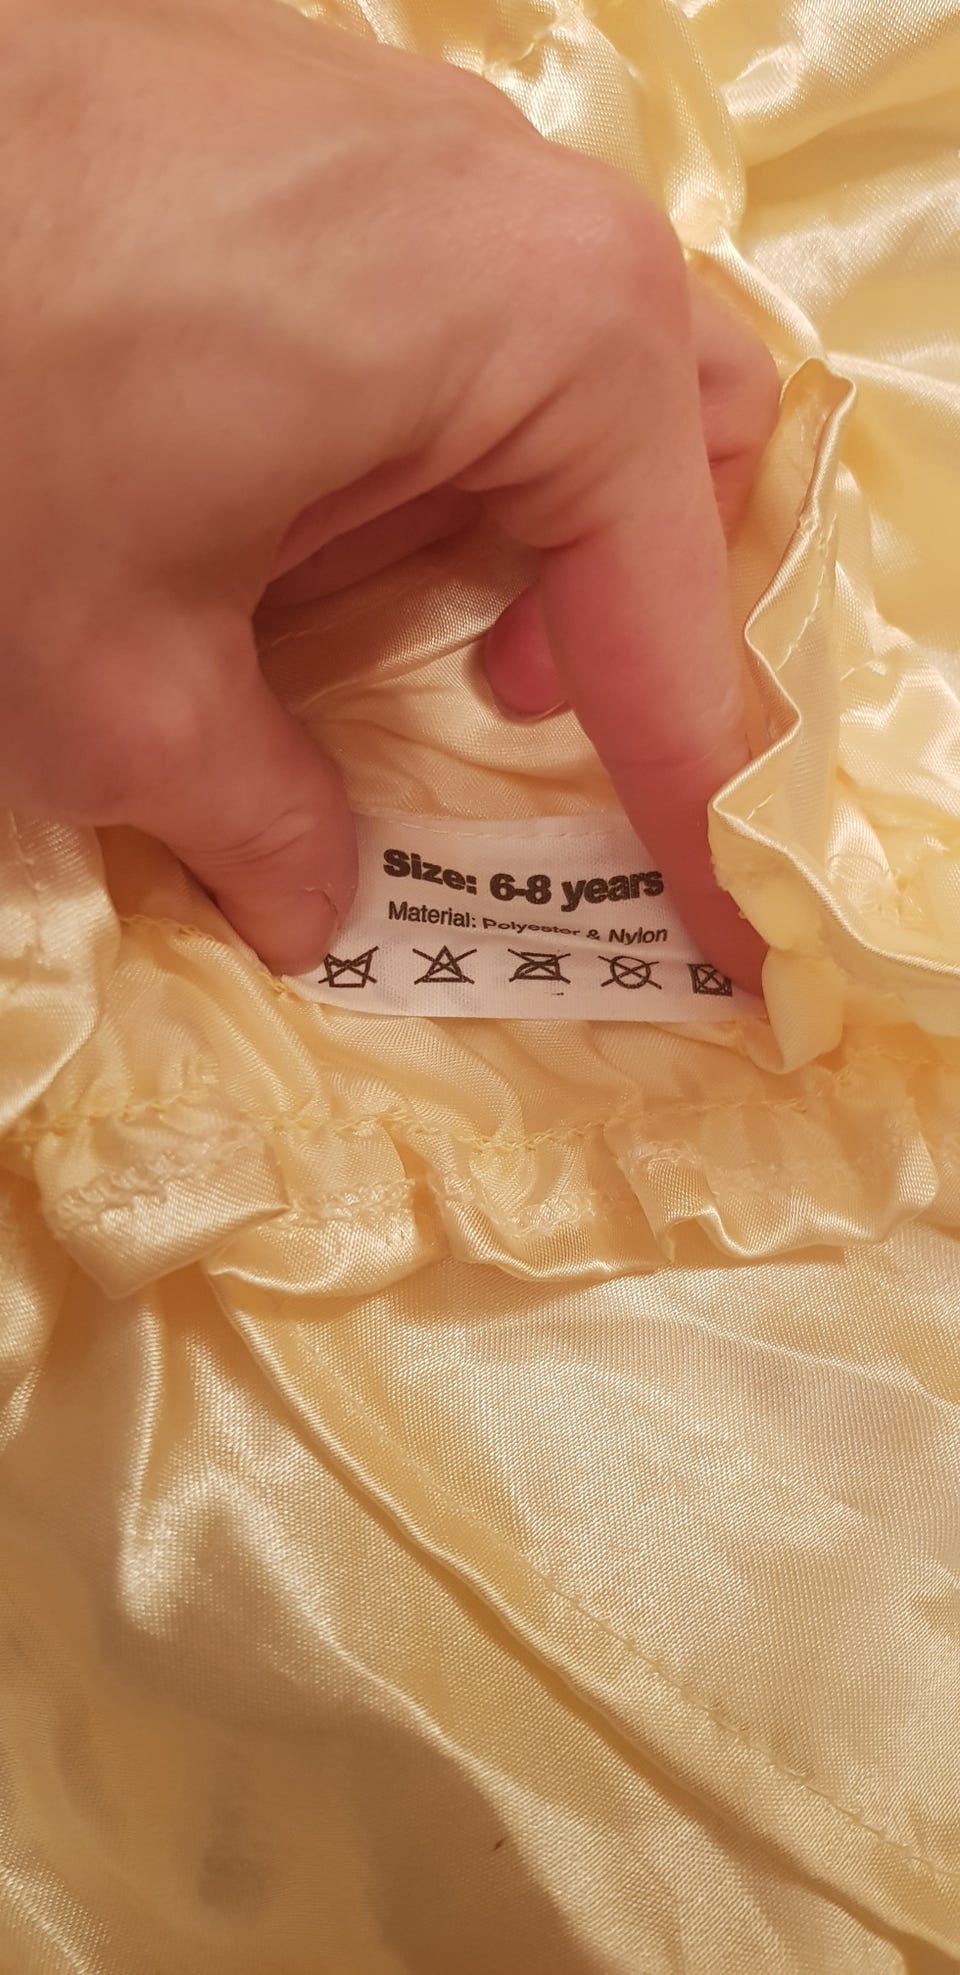 Size: 6-8 years
Material: Polyester & Nylon